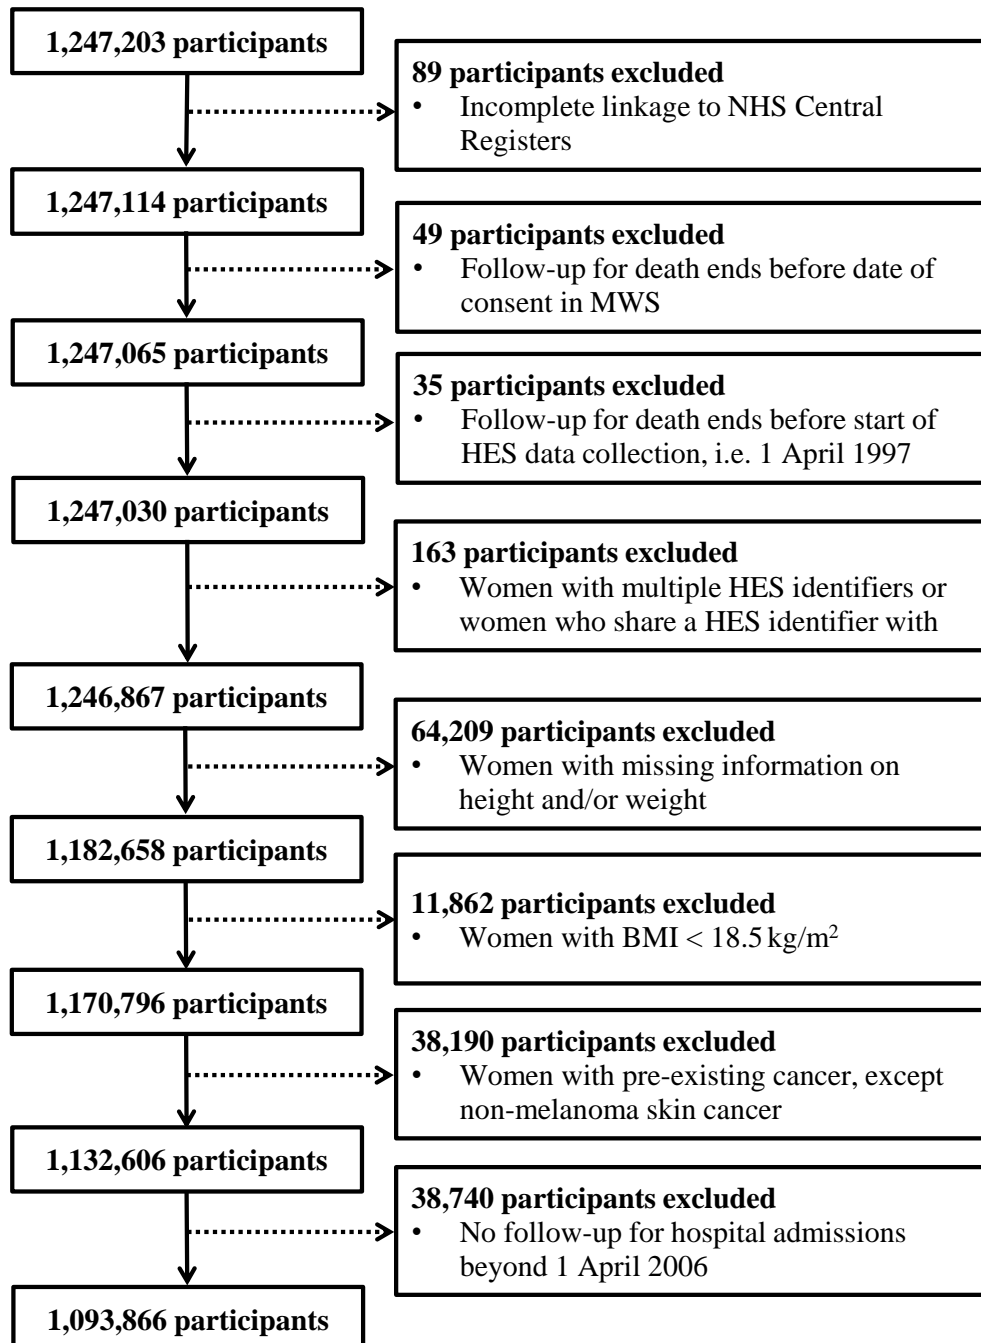 1,247,203 participants
89 participants excluded
• Incomplete linkage to NHS Central
Registers
1,247,114 participants
49 participants excluded
• Follow-up for death ends before date of
consent in MWS
1,247,065 participants
35 participants excluded
• Follow-up for death ends before start of
HES data collection, i.e. 1 April 1997
1,247,030 participants
163 participants excluded
• Women with multiple HES identifiers or
women who share a HES identifier with
1,246,867 participants
64,209 participants excluded
• Women with missing information on
height and/or weight
1,182,658 participants
11,862 participants excluded
• Women with BMI < 18.5 kg/m²
1,170,796 participants
38,190 participants excluded
• Women with pre-existing cancer, except
non-melanoma skin cancer
1,132,606 participants
38,740 participants excluded
• No follow-up for hospital admissions
beyond 1 April 2006
1,093,866 participants